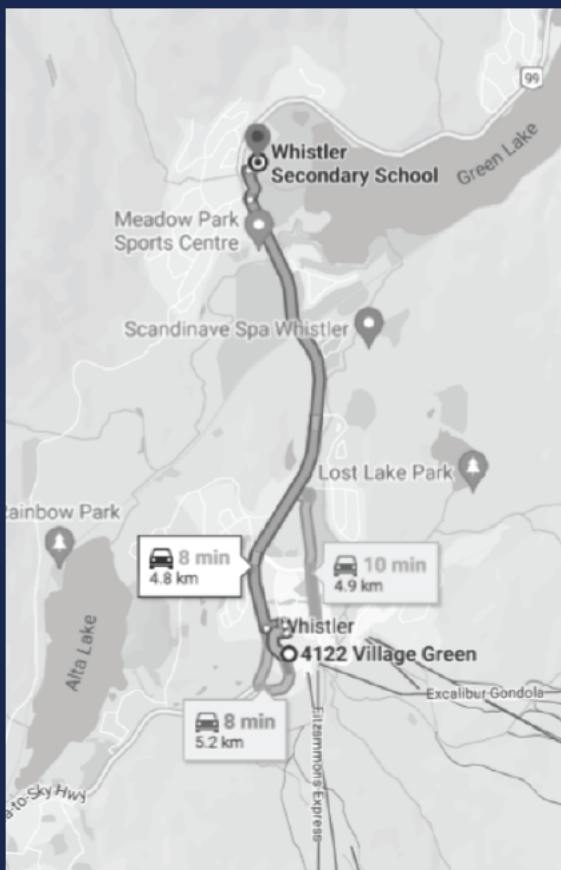 99
Whistler
Secondary School
Green Lake
Meadow Park
Sports Centre
Scandinave Spa Whistler
Lost Lake Park
ainbow Park
8 min
4.8 km
10 min
4.9 km
Alta Lake
Whistler
4122 Village Green
Excalibur Gondola
8 min
5.2 km
Fitzsimmons Express
a-to-Sky Hwy